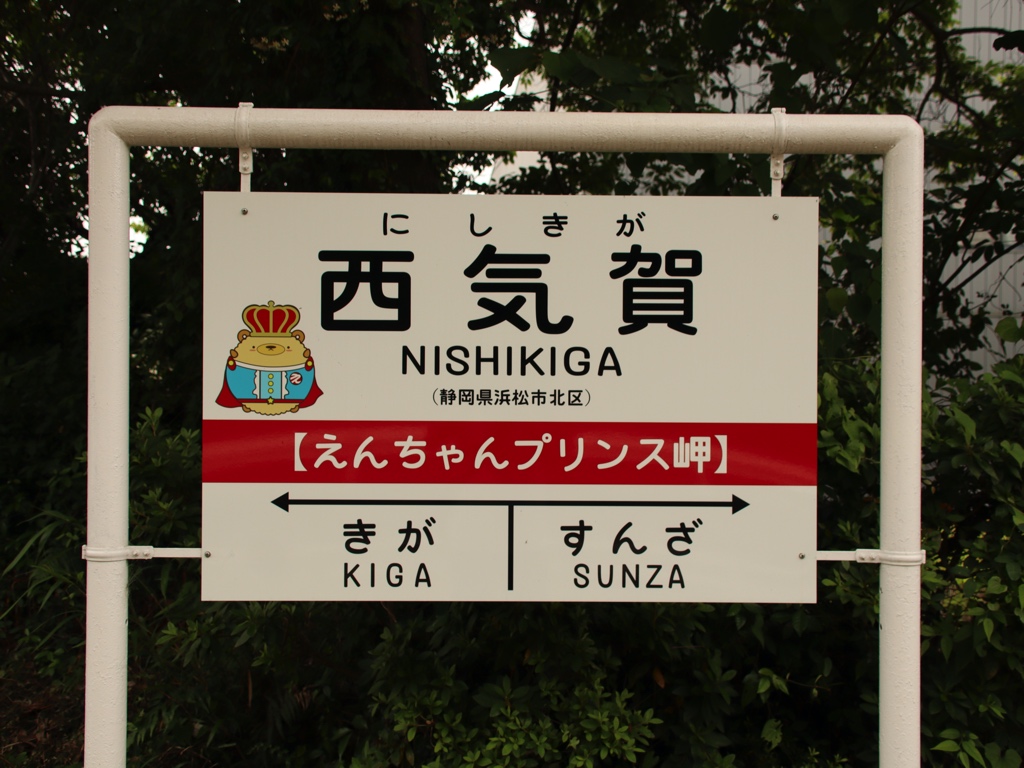 にしきが
西気賀
NISHIKIGA
(静岡県浜松市北区)
【えんちゃんプリンス岬】
きが すんざ
KIGA SUNZA